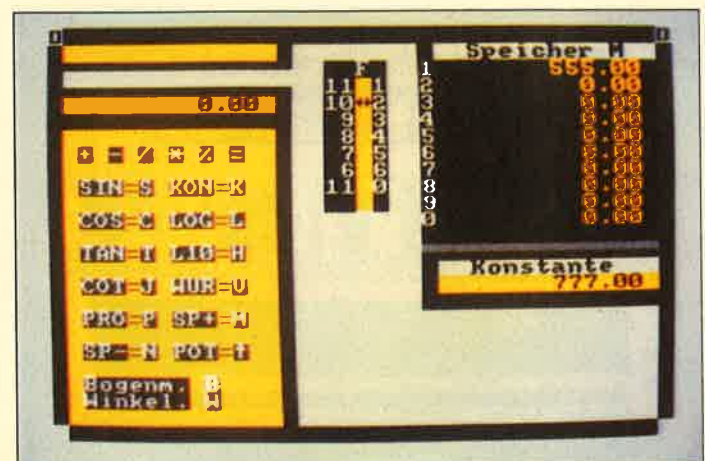 0.00
+ - / * % =
SIN=S KON=K
COS=C LOG=L
TAN=T LI0=H
COT=J WUR=U
PRO=P SP+=M
SP-=N POT=↑
Bogenm. B
Winkel. W
F
11 1
10 2
9 3
8 4
7 5
6 6
11 0
Speicher M
1 555.00
2 0.00
3 0.00
4 0.00
5 0.00
6 0.00
7 0.00
8 0.00
9 0.00
0 0.00
Konstante
777.00